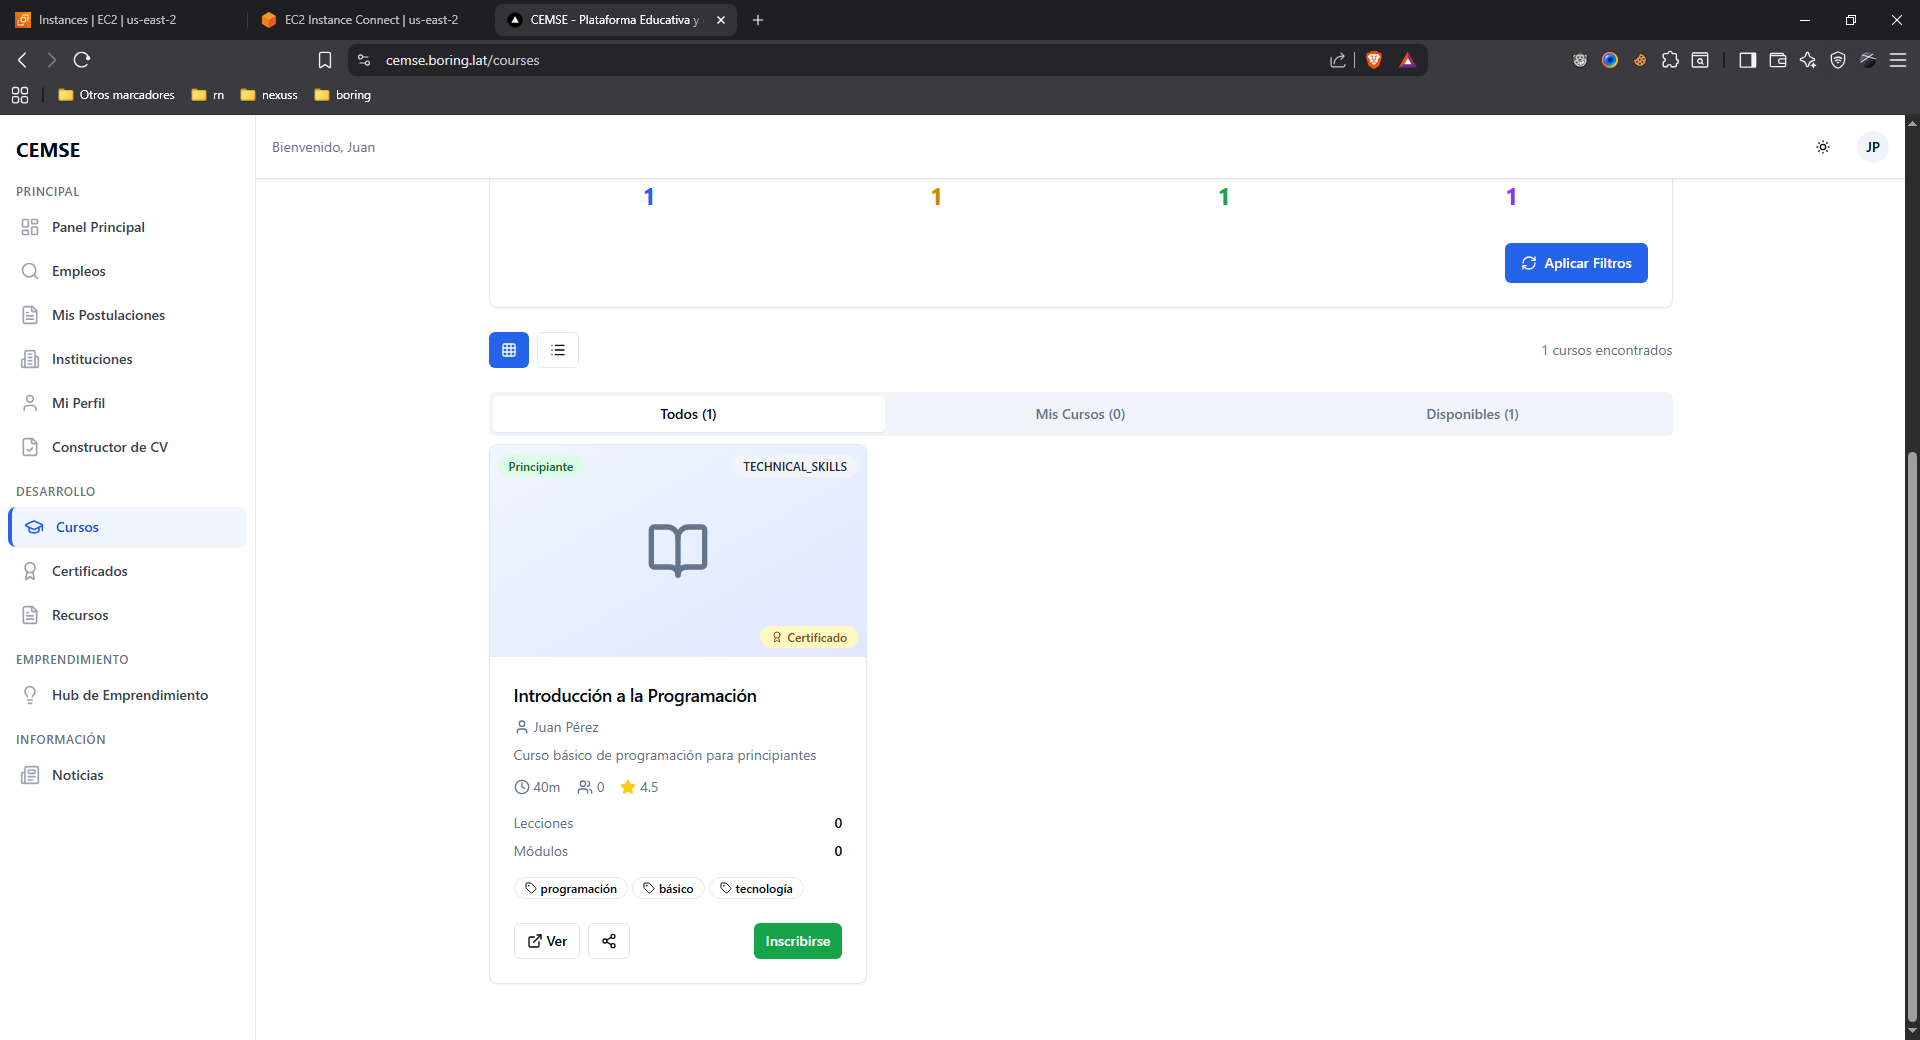 Instances | EC2 | us-east-2
EC2 Instance Connect | us-east-2
CEMSE - Plataforma Educativa y
cemse.boring.lat/courses
Otros marcadores
rn
nexuss
boring
CEMSE
PRINCIPAL
Panel Principal
Empleos
Mis Postulaciones
Instituciones
Mi Perfil
Constructor de CV
DESARROLLO
Cursos
Certificados
Recursos
EMPRENDIMIENTO
Hub de Emprendimiento
INFORMACIÓN
Noticias
Bienvenido, Juan
JP
1 1 1 1
Aplicar Filtros
1 cursos encontrados
Todos (1)
Mis Cursos (0)
Disponibles (1)
Principiante
TECHNICAL_SKILLS
Certificado
Introducción a la Programación
Juan Pérez
Curso básico de programación para principiantes
40m 0 4.5
Lecciones 0
Módulos 0
programación básico tecnología
Ver
Inscribirse